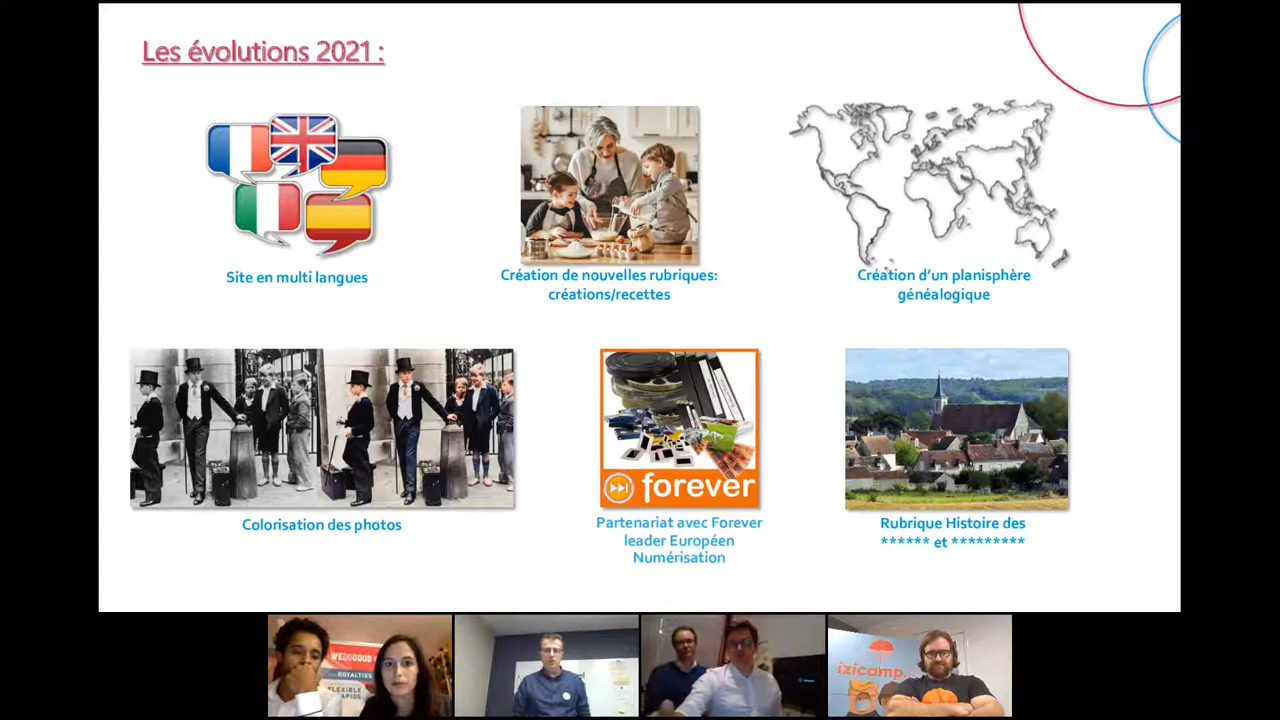 Les évolutions 2021 :
Site en multi langues
Création de nouvelles rubriques:
créations/recettes
Création d’un planisphère
généalogique
forever
Colorisation des photos
Partenariat avec Forever
leader Européen
Numérisation
Rubrique Histoire des
****** et *********
WEDOGOOD
ROYALTIES
FLEXIBLE
izicamp.